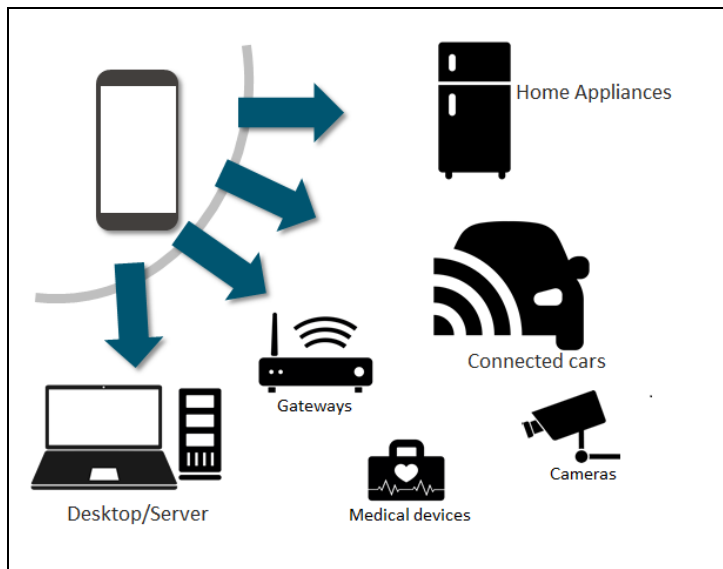 Home Appliances
Connected cars
Gateways
Cameras
Desktop/Server
Medical devices